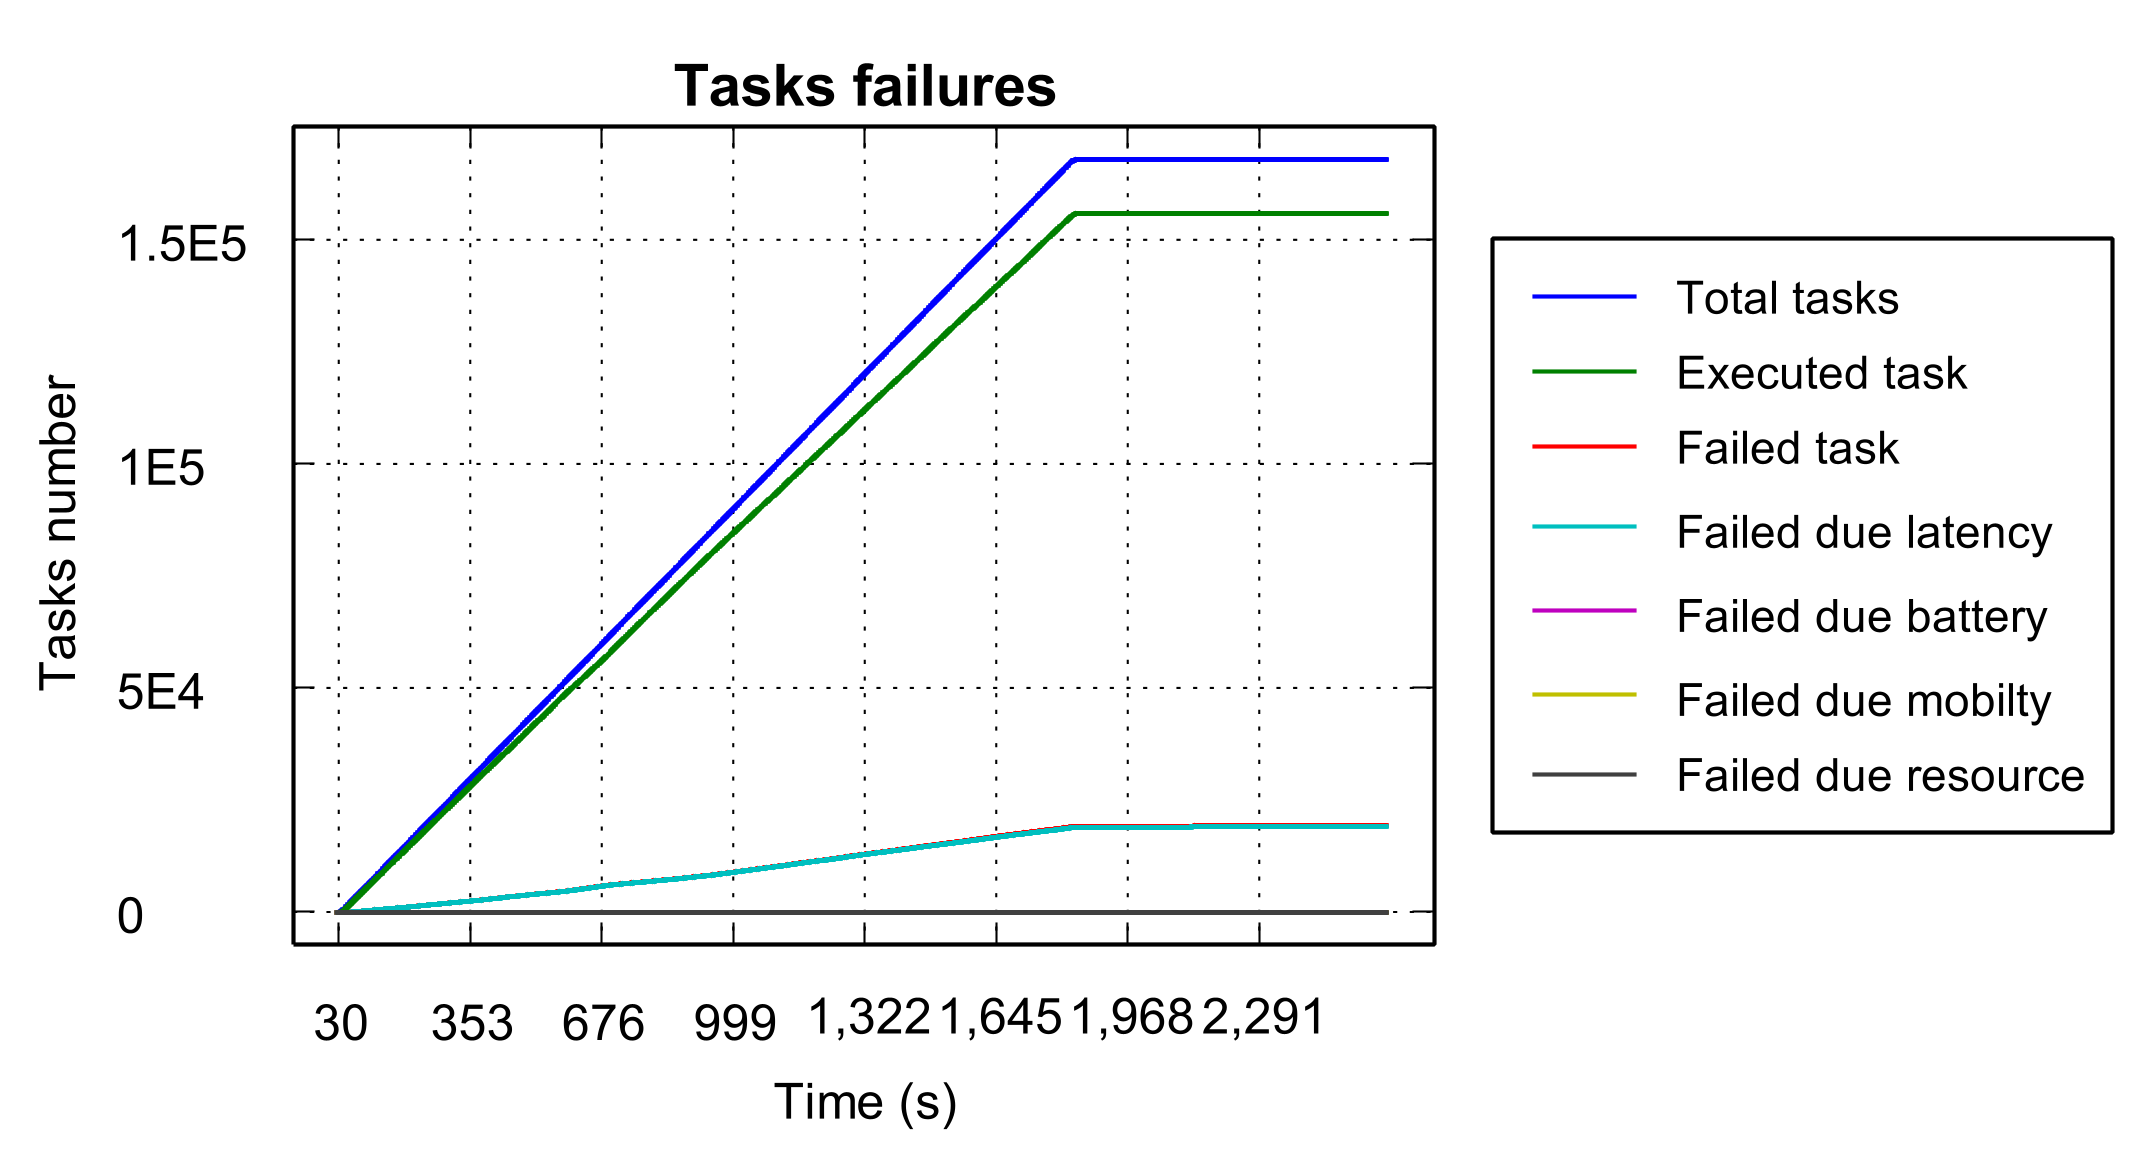 Tasks failures
Tasks number
1.5E5
1E5
5E4
0
30 353 676 999 1,322 1,645 1,968 2,291
Time (s)
Total tasks
Executed task
Failed task
Failed due latency
Failed due battery
Failed due mobilty
Failed due resource